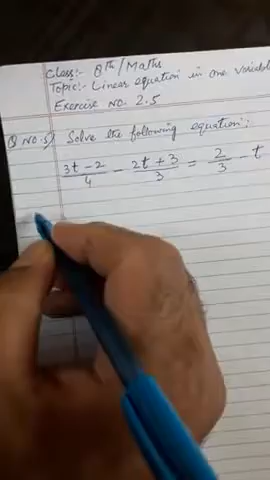 Class:- 8th/Maths
Topic:- Linear equation in one variable
Exercise NO. 2.5
Q NO.5) Solve the following equation:
3t-2/4 - 2t+3/3 = 2/3 - t